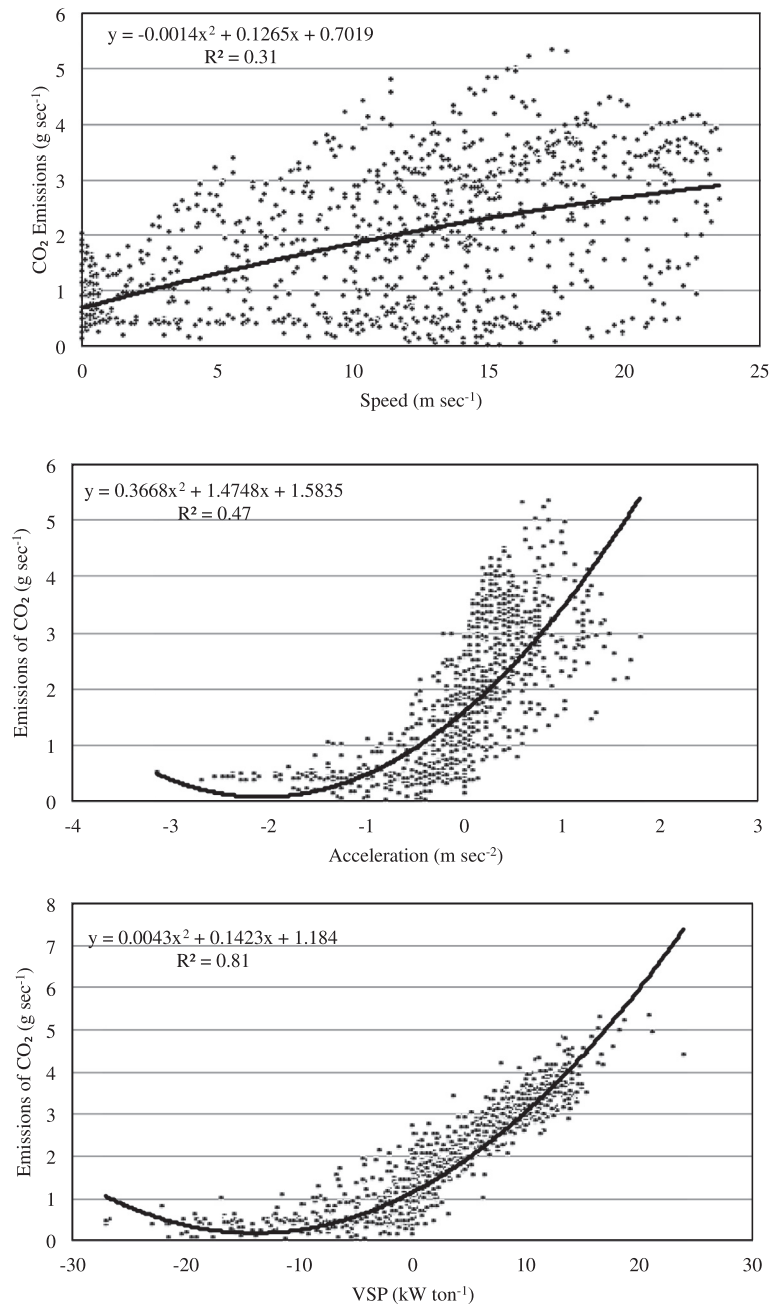 6
y = -0.0014x² + 0.1265x + 0.7019
R² = 0.31
5
4
3
2
1
0
CO₂ Emissions (g sec⁻¹)
0 5 10 15 20 25
Speed (m sec⁻¹)
6
y = 0.3668x² + 1.4748x + 1.5835
R² = 0.47
5
4
3
2
1
0
Emissions of CO₂ (g sec⁻¹)
-4 -3 -2 -1 0 1 2 3
Acceleration (m sec⁻²)
8
y = 0.0043x² + 0.1423x + 1.184
R² = 0.81
7
6
5
4
3
2
1
0
Emissions of CO₂ (g sec⁻¹)
-30 -20 -10 0 10 20 30
VSP (kW ton⁻¹)